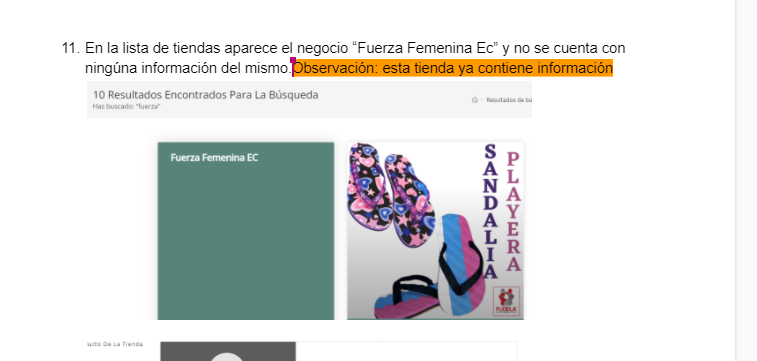 11. En la lista de tiendas aparece el negocio “Fuerza Femenina Ec” y no se cuenta con
ningúna información del mismo.Observación: esta tienda ya contiene información
10 Resultados Encontrados Para La Búsqueda
Has buscado: "fuerza"
Resultados de bú
Fuerza Femenina EC
SANDALIA
PLAYERA
ucto De La Tienda